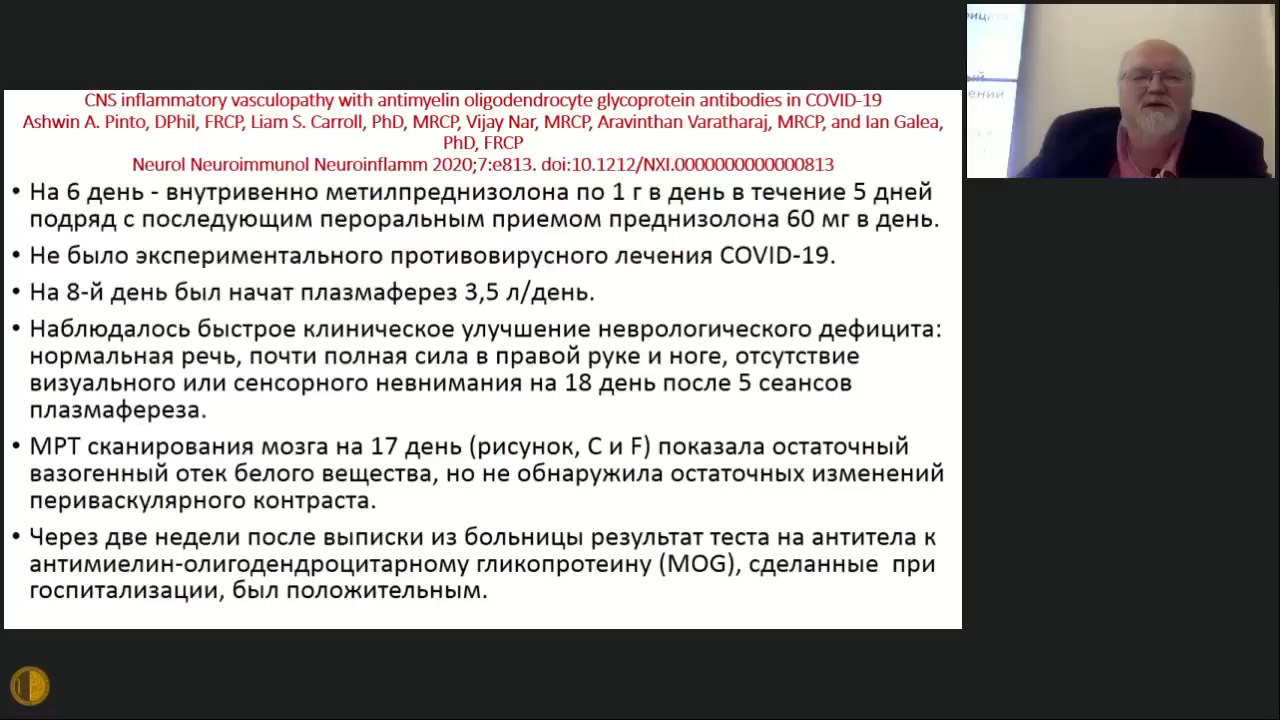 CNS inflammatory vasculopathy with antimyelin oligodendrocyte glycoprotein antibodies in COVID-19
Ashwin A. Pinto, DPhil, FRCP, Liam S. Carroll, PhD, MRCP, Vijay Nar, MRCP, Aravinthan Varatharaj, MRCP, and Ian Galea,
PhD, FRCP
Neurol Neuroimmunol Neuroinflamm 2020;7:e813. doi:10.1212/NXI.0000000000000813
• На 6 день - внутривенно метилпреднизолона по 1 г в день в течение 5 дней
подряд с последующим пероральным приемом преднизолона 60 мг в день.
• Не было экспериментального противовирусного лечения COVID-19.
• На 8-й день был начат плазмаферез 3,5 л/день.
• Наблюдалось быстрое клиническое улучшение неврологического дефицита:
нормальная речь, почти полная сила в правой руке и ноге, отсутствие
визуального или сенсорного невнимания на 18 день после 5 сеансов
плазмафереза.
• МРТ сканирования мозга на 17 день (рисунок, C и F) показала остаточный
вазогенный отек белого вещества, но не обнаружила остаточных изменений
периваскулярного контраста.
• Через две недели после выписки из больницы результат теста на антитела к
антимиелин-олигодендроцитарному гликопротеину (MOG), сделанные при
госпитализации, был положительным.